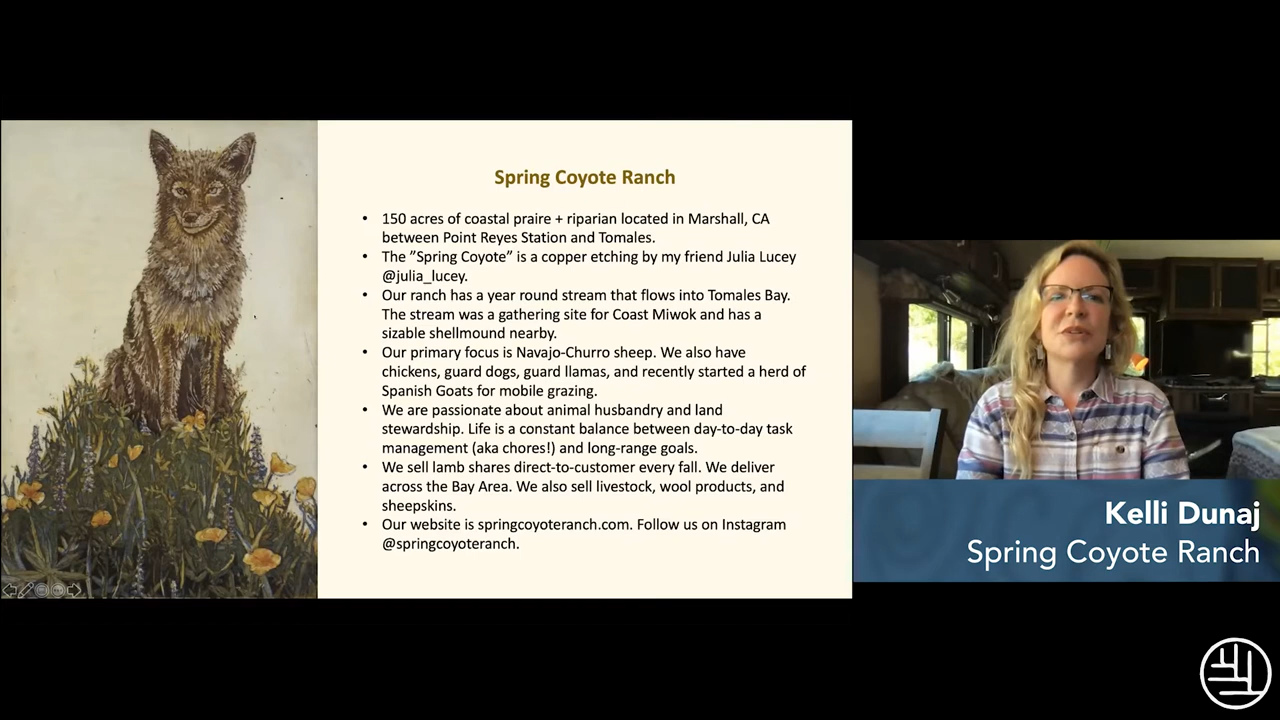 Spring Coyote Ranch
• 150 acres of coastal praire + riparian located in Marshall, CA
between Point Reyes Station and Tomales.
• The ”Spring Coyote” is a copper etching by my friend Julia Lucey
@julia_lucey.
• Our ranch has a year round stream that flows into Tomales Bay.
The stream was a gathering site for Coast Miwok and has a
sizable shellmound nearby.
• Our primary focus is Navajo-Churro sheep. We also have
chickens, guard dogs, guard llamas, and recently started a herd of
Spanish Goats for mobile grazing.
• We are passionate about animal husbandry and land
stewardship. Life is a constant balance between day-to-day task
management (aka chores!) and long-range goals.
• We sell lamb shares direct-to-customer every fall. We deliver
across the Bay Area. We also sell livestock, wool products, and
sheepskins.
• Our website is springcoyoteranch.com. Follow us on Instagram
@springcoyoteranch.
Kelli Dunaj
Spring Coyote Ranch